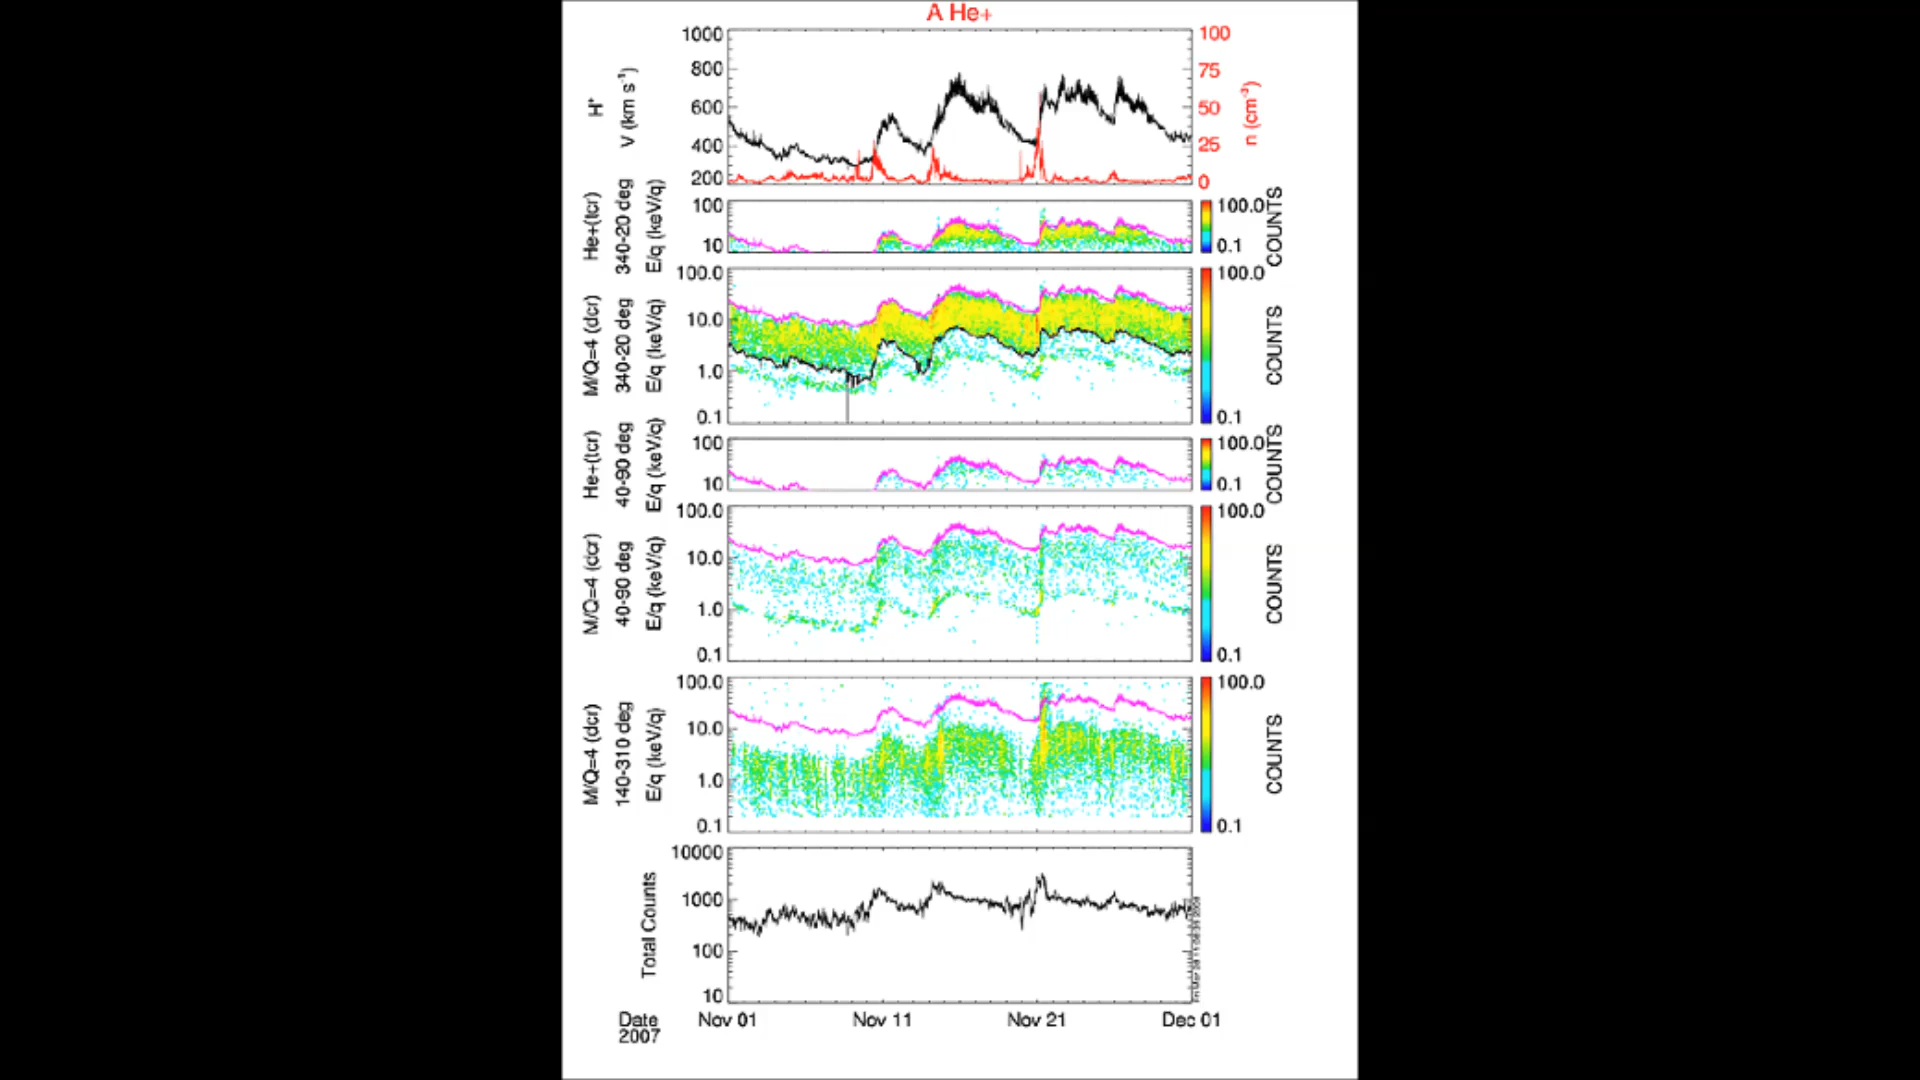 A He+
1000
800
600
400
200
H+
V (km s-1)
100
75
50
25
0
n (cm-3)
He+(tcr)
340-20 deg
E/q (keV/q)
100
10
100.0
0.1
COUNTS
M/Q=4 (dcr)
340-20 deg
E/q (keV/q)
100.0
10.0
1.0
0.1
100.0
0.1
COUNTS
He+(tcr)
40-90 deg
E/q (keV/q)
100
10
100.0
0.1
COUNTS
M/Q=4 (dcr)
40-90 deg
E/q (keV/q)
100.0
10.0
1.0
0.1
100.0
0.1
COUNTS
M/Q=4 (dcr)
140-310 deg
E/q (keV/q)
100.0
10.0
1.0
0.1
100.0
0.1
COUNTS
Total Counts
10000
1000
100
10
Date
2007
Nov 01
Nov 11
Nov 21
Dec 01